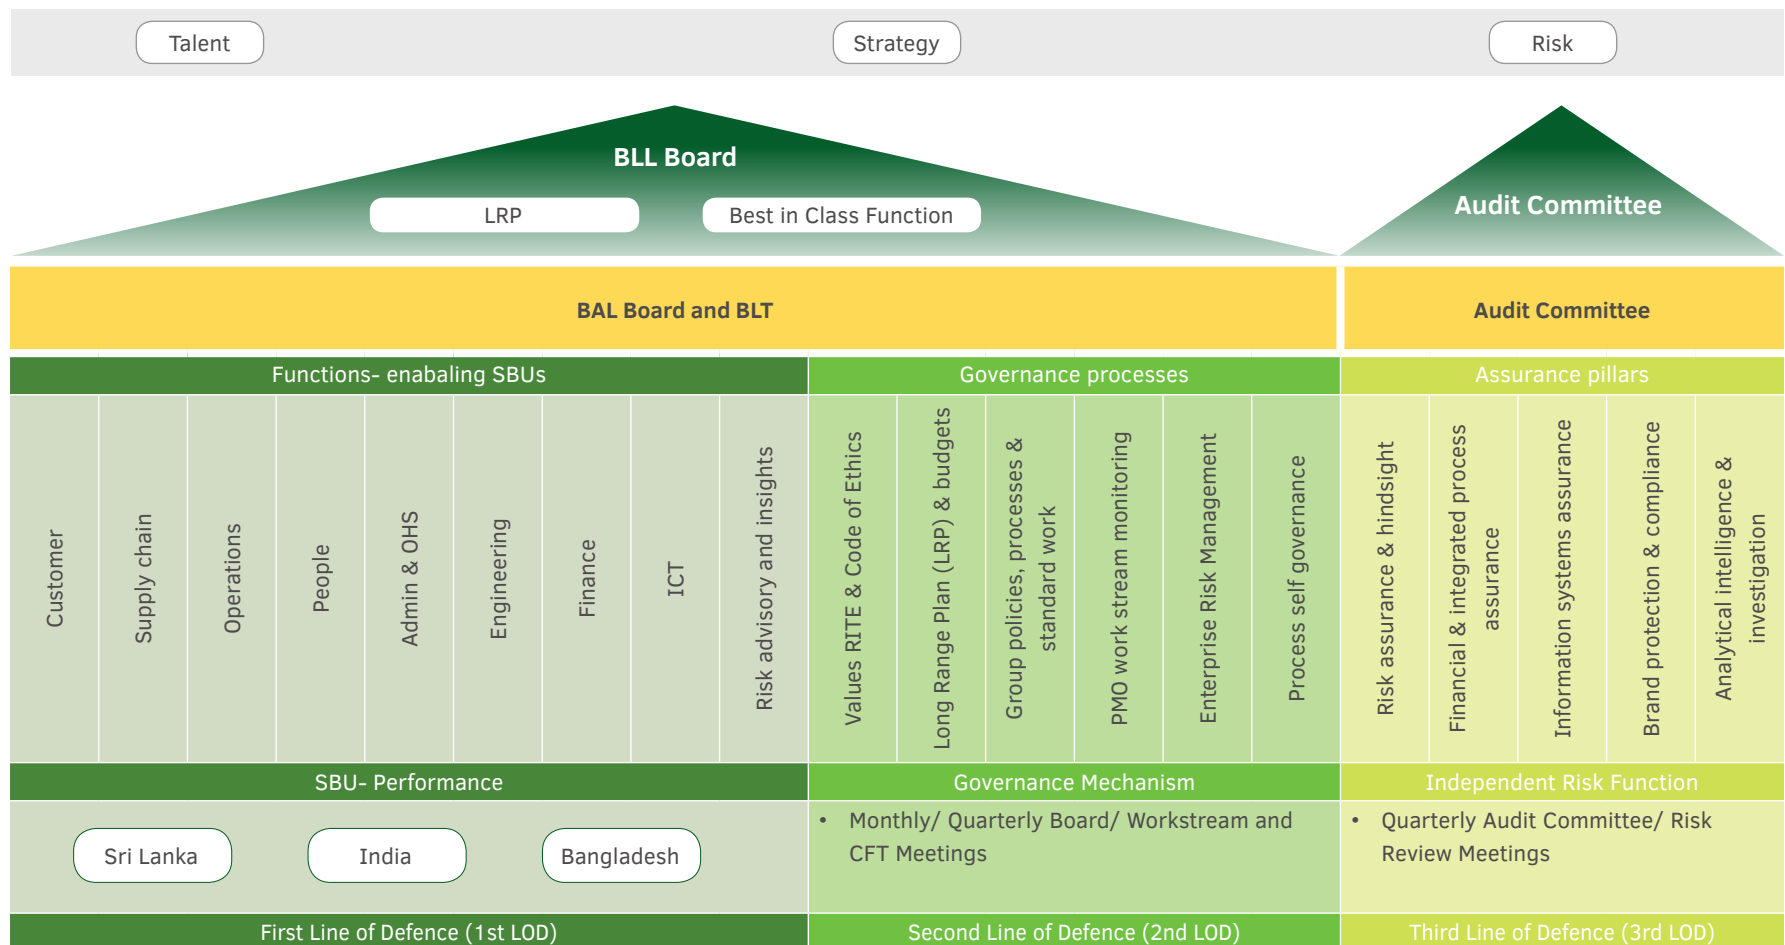 Talent
Strategy
Risk
BLL Board
LRP
Best in Class Function
Audit Committee
BAL Board and BLT
Audit Committee
Functions- enabaling SBUs
Governance processes
Assurance pillars
Customer
Supply chain
Operations
People
Admin & OHS
Engineering
Finance
ICT
Risk advisory and insights
Values RITE & Code of Ethics
Long Range Plan (LRP) & budgets
Group policies, processes &
standard work
PMO work stream monitoring
Enterprise Risk Management
Process self governance
Risk assurance & hindsight
Financial & integrated process
assurance
Information systems assurance
Brand protection & compliance
Analytical intelligence &
investigation
SBU- Performance
Governance Mechanism
Independent Risk Function
Sri Lanka
India
Bangladesh
• Monthly/ Quarterly Board/ Workstream and
CFT Meetings
• Quarterly Audit Committee/ Risk
Review Meetings
First Line of Defence (1st LOD)
Second Line of Defence (2nd LOD)
Third Line of Defence (3rd LOD)